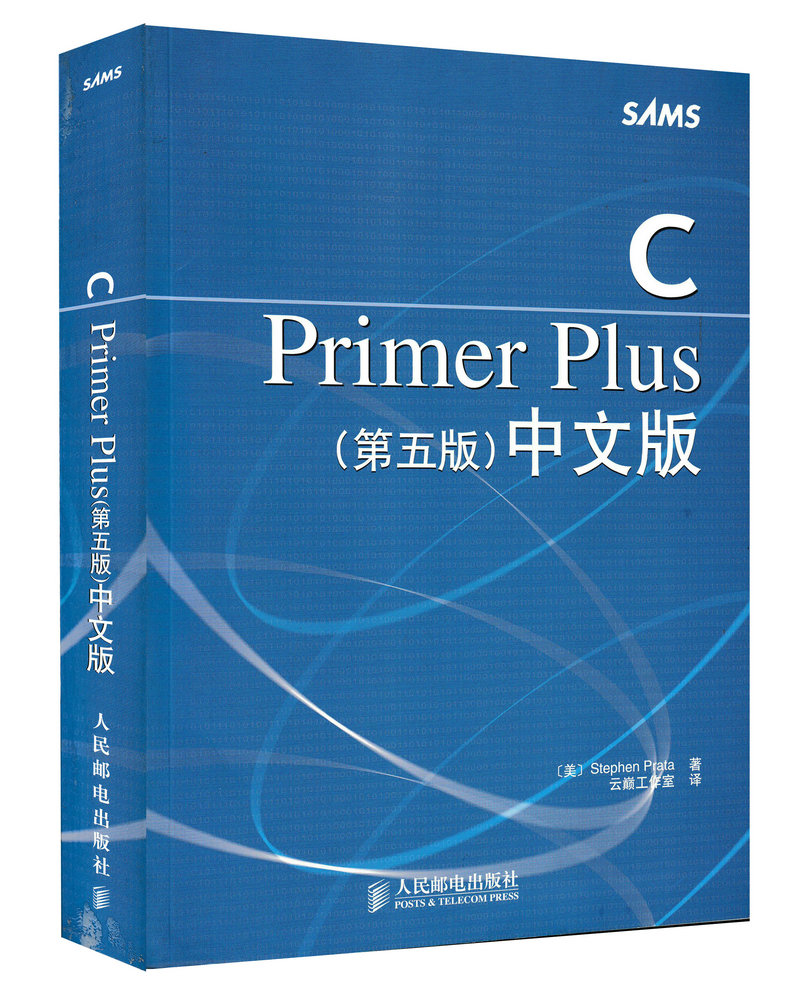 SAMS
C Primer Plus(第五版)中文版
人民邮电出版社
SAMS
C
Primer Plus
(第五版)中文版
〔美〕Stephen Prata 著
云巅工作室 译
人民邮电出版社
POSTS & TELECOM PRESS